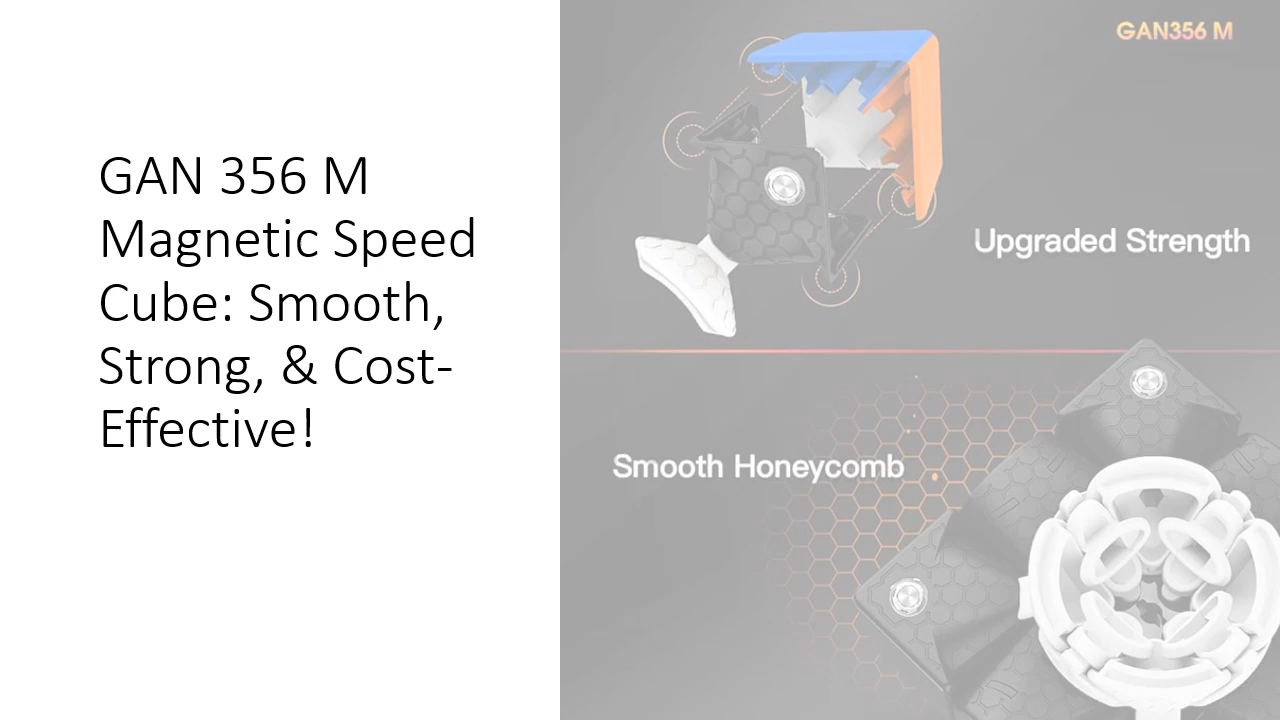 GAN 356 M
Magnetic Speed
Cube: Smooth,
Strong, & Cost-
Effective!
GAN356 M
Upgraded Strength
Smooth Honeycomb